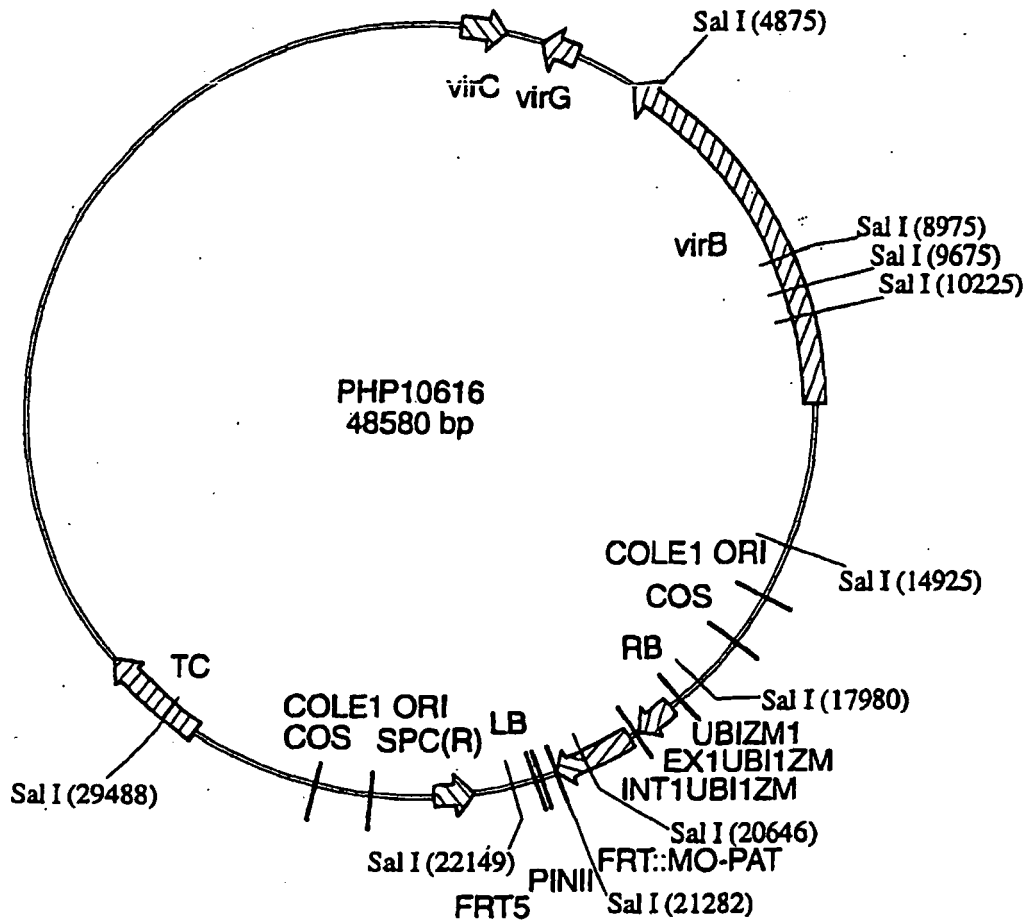 Sal I (4875)
virC
virG
Sal I (8975)
virB
Sal I (9675)
Sal I (10225)
PHP10616
48580 bp
COLE1 ORI
Sal I (14925)
COS
RB
TC
Sal I (17980)
COLE1 ORI
LB
UBIZM1
COS
SPC(R)
EX1UBI1ZM
INT1UBI1ZM
Sal I (29488)
Sal I (20646)
Sal I (22149)
FRT::MO-PAT
PINII
FRT5
Sal I (21282)